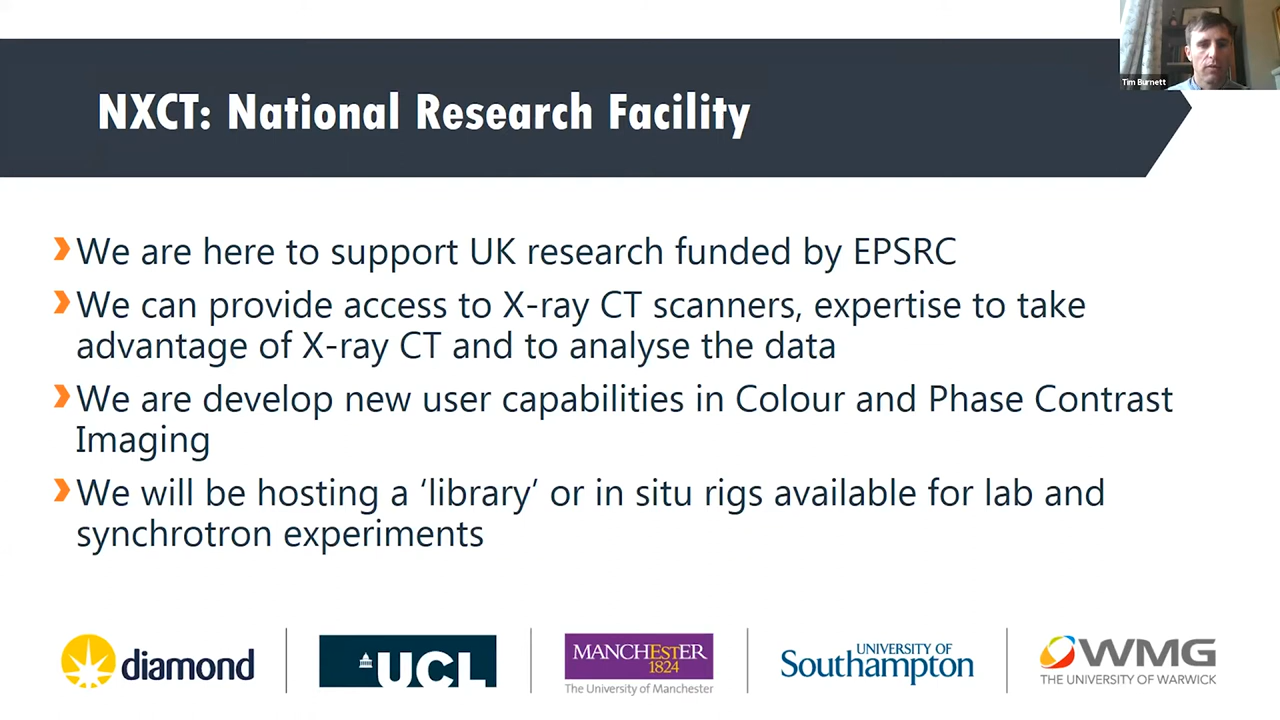 Tim Burnett
NXCT: National Research Facility
We are here to support UK research funded by EPSRC
We can provide access to X-ray CT scanners, expertise to take
advantage of X-ray CT and to analyse the data
We are develop new user capabilities in Colour and Phase Contrast
Imaging
We will be hosting a ‘library’ or in situ rigs available for lab and
synchrotron experiments
diamond
UCL
MANCHESTER
1824
The University of Manchester
UNIVERSITY OF
Southampton
WMG
THE UNIVERSITY OF WARWICK